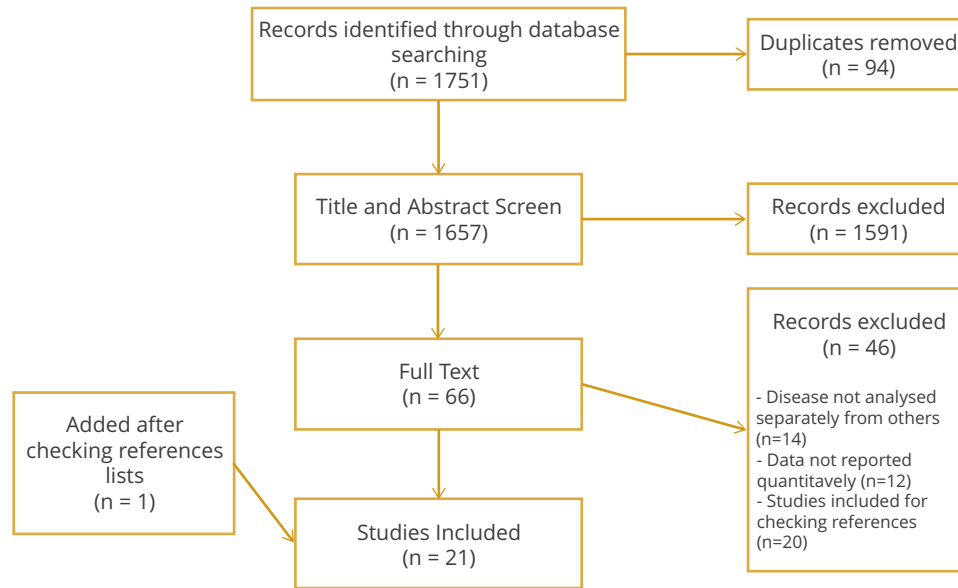 Records identified through database
searching
(n = 1751)
Duplicates removed
(n = 94)
Title and Abstract Screen
(n = 1657)
Records excluded
(n = 1591)
Full Text
(n = 66)
Records excluded
(n = 46)
- Disease not analysed
separately from others
(n=14)
- Data not reported
quantitavely (n=12)
- Studies included for
checking references
(n=20)
Added after
checking references
lists
(n = 1)
Studies Included
(n = 21)